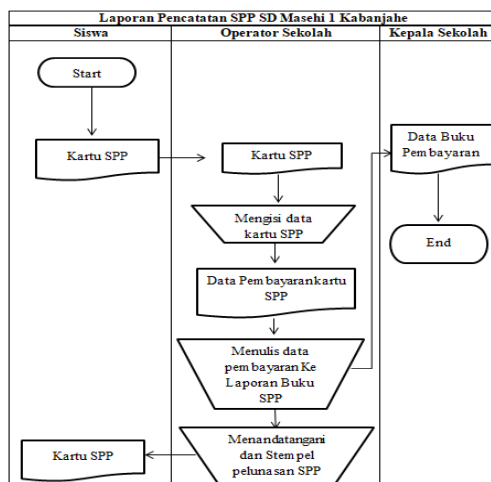 Laporan Pencatatan SPP SD Masehi 1 Kabanjahe
Siswa
Operator Sekolah
Kepala Sekolah
Start
Kartu SPP
Kartu SPP
Data Buku
Pembayaran
Mengisi data
kartu SPP
End
Data Pembayarankartu
SPP
Menulis data
pembayaran Ke
Laporan Buku
SPP
Menandatangani
dan Stempel
pelunasan SPP
Kartu SPP